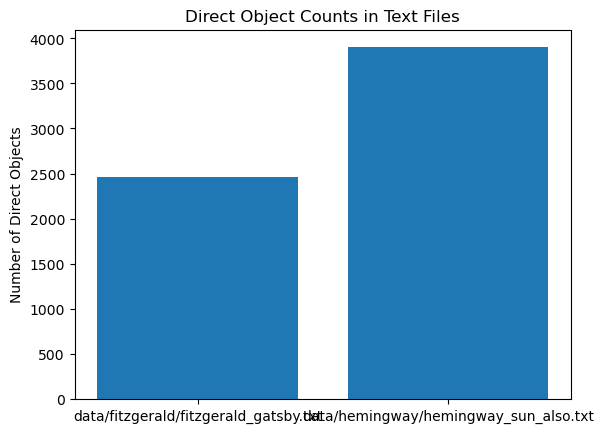 Direct Object Counts in Text Files
Number of Direct Objects
4000
3500
3000
2500
2000
1500
1000
500
0
data/fitzgerald/fitzgerald_gatsby.txt
data/hemingway/hemingway_sun_also.txt